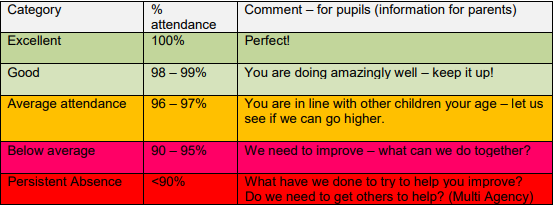 Category % Comment – for pupils (information for parents)
attendance
Excellent 100% Perfect!
Good 98 – 99% You are doing amazingly well – keep it up!
Average attendance 96 – 97% You are in line with other children your age – let us
see if we can go higher.
Below average 90 – 95% We need to improve – what can we do together?
Persistent Absence <90% What have we done to try to help you improve?
Do we need to get others to help? (Multi Agency)